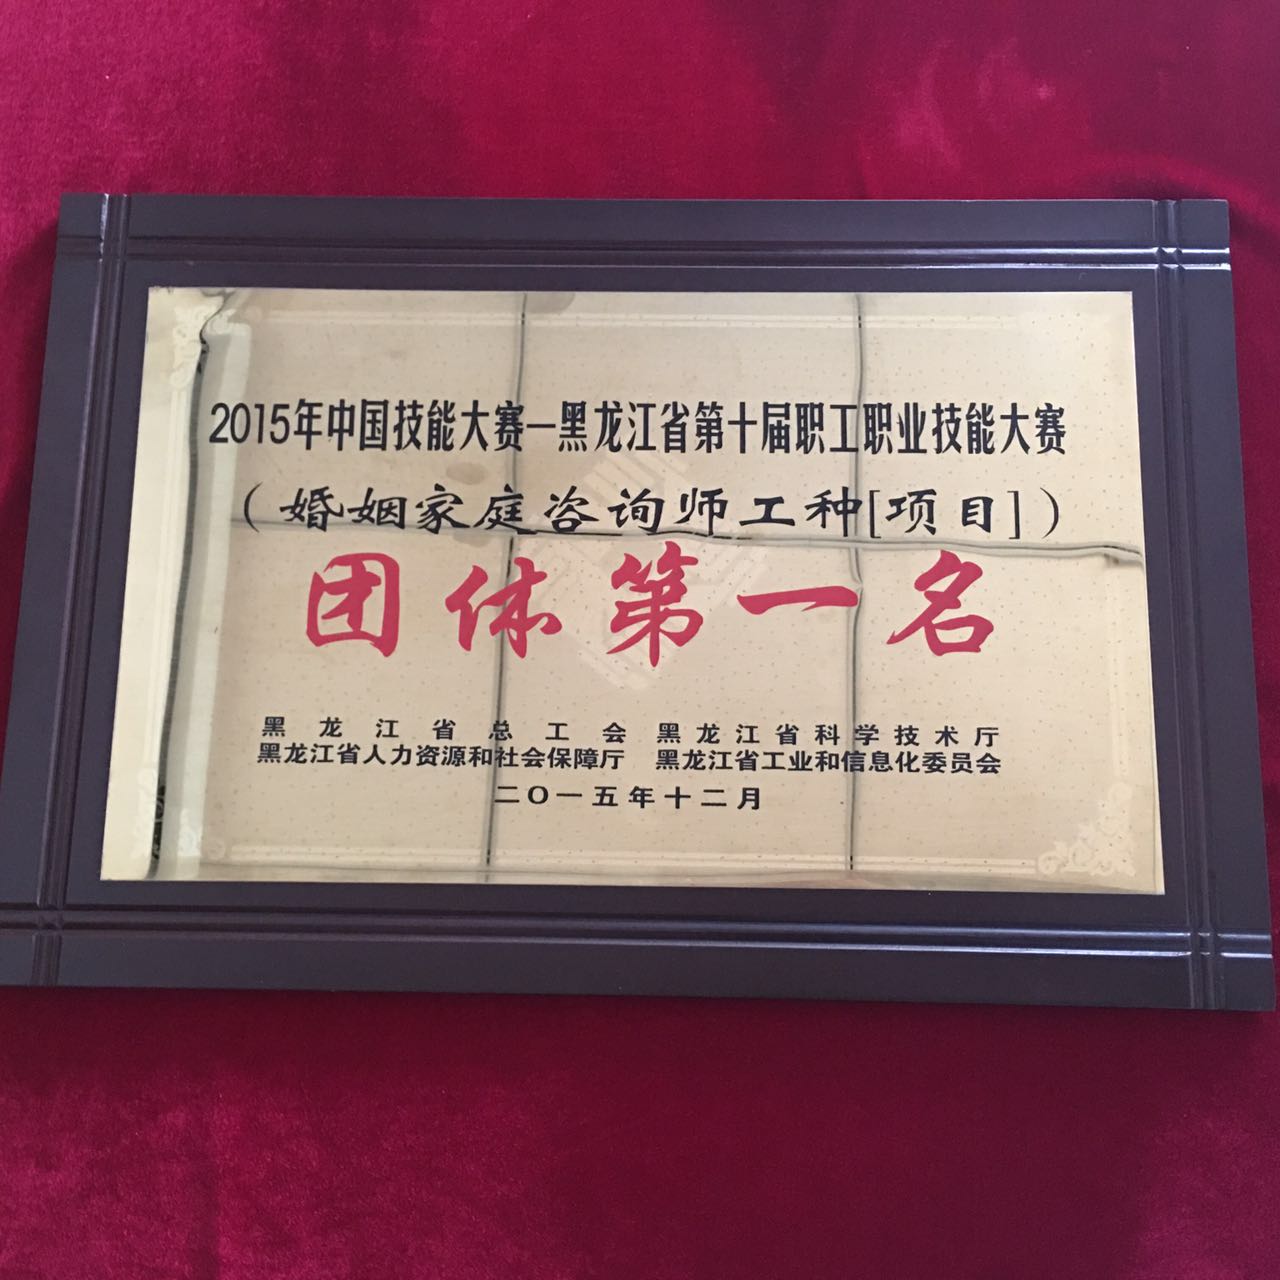 2015年中国技能大赛—黑龙江省第十届职工职业技能大赛
（婚姻家庭咨询师工种[项目]）
团体第一名
黑龙江省总工会 黑龙江省科学技术厅
黑龙江省人力资源和社会保障厅 黑龙江省工业和信息化委员会
二〇一五年十二月